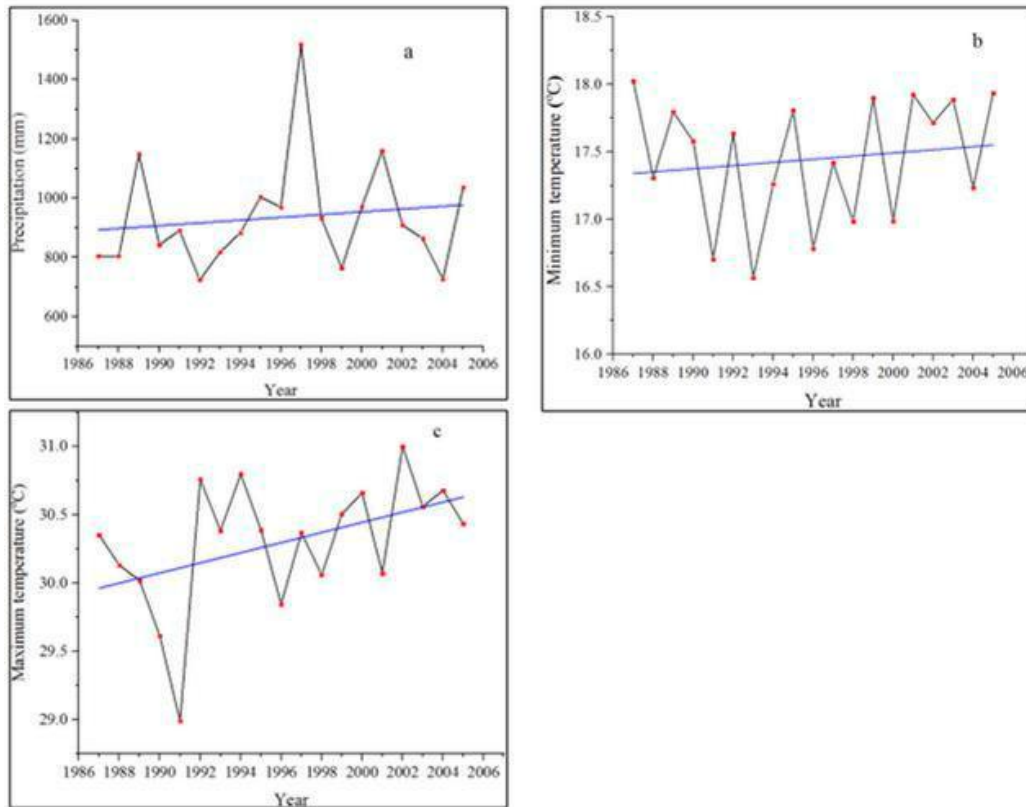 a
Precipitation (mm)
1600
1400
1200
1000
800
600
1986 1988 1990 1992 1994 1996 1998 2000 2002 2004 2006
Year
b
Minimum temperature (°C)
18.5
18.0
17.5
17.0
16.5
16.0
1986 1988 1990 1992 1994 1996 1998 2000 2002 2004 2006
Year
c
Maximum temperature (°C)
31.0
30.5
30.0
29.5
29.0
1986 1988 1990 1992 1994 1996 1998 2000 2002 2004 2006
Year